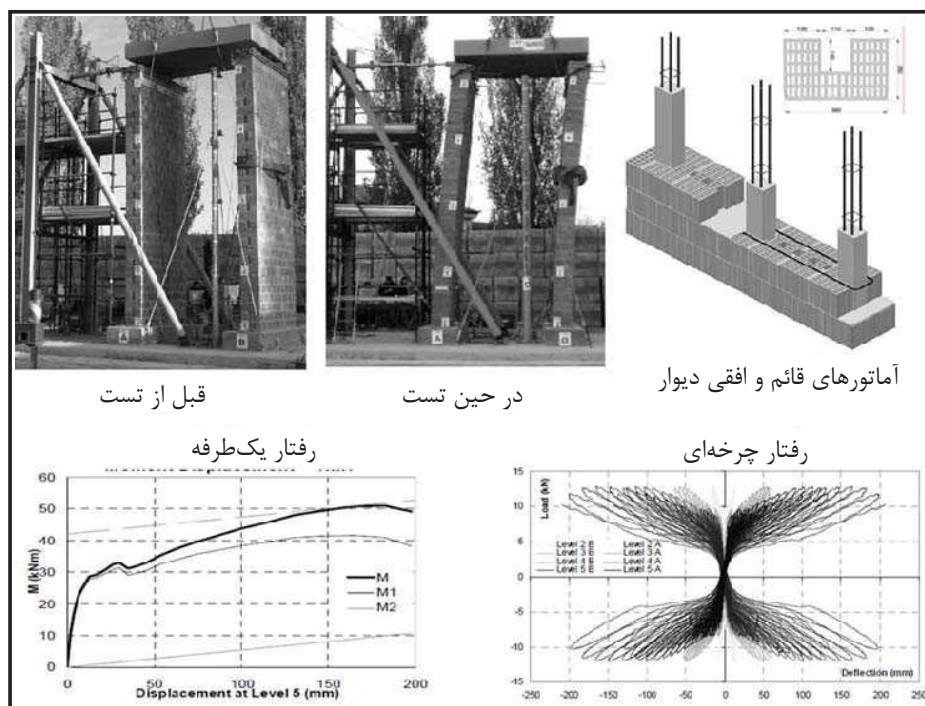 قبل از تست
در حین تست
آماتورهای قائم و افقی دیوار
A
B
A
رفتار یک‌طرفه
M (kNm)
60
50
40
30
20
10
0
M
M1
M2
0 50 100 150 200
Displacement at Level 5 (mm)
رفتار چرخه‌ای
Load (kh)
15
10
5
0
-5
-10
-15
Level 2 B Level 2 A
Level 3 B Level 3 A
Level 4 B Level 4 A
Level 5 B Level 5 A
Deflection (mm)
-250 -200 -150 -100 -50 0 50 100 150 200 250